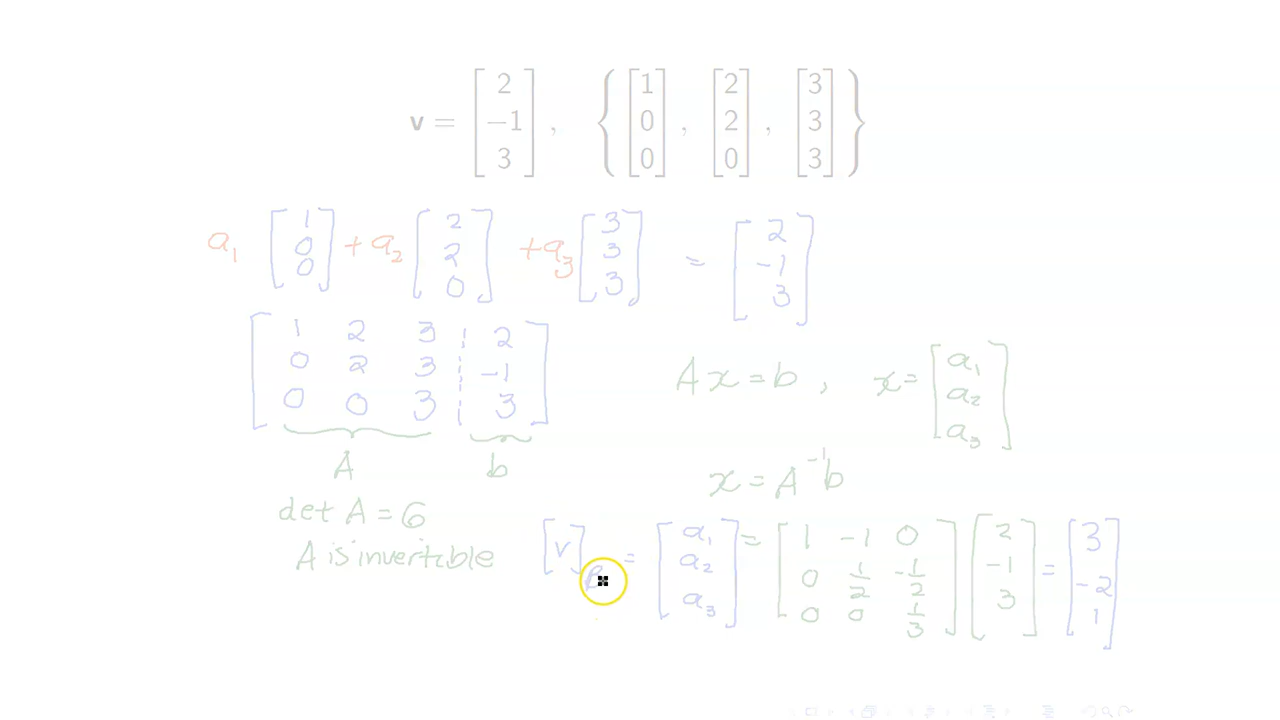 v = [2 −1 3], {[1 0 0], [2 2 0], [3 3 3]}
a₁ [1 0 0] + a₂ [2 2 0] + a₃ [3 3 3] = [2 −1 3]
[1 2 3 ¦ 2
0 2 3 ¦ −1
0 0 3 ¦ 3]
A b
Ax = b , x = [a₁ a₂ a₃]
x = A⁻¹b
det A = 6
A is invertible
[v]_B = [a₁ a₂ a₃] = [1 −1 0; 0 1/2 −1/2; 0 0 1/3] [2 −1 3] = [3 −2 1]